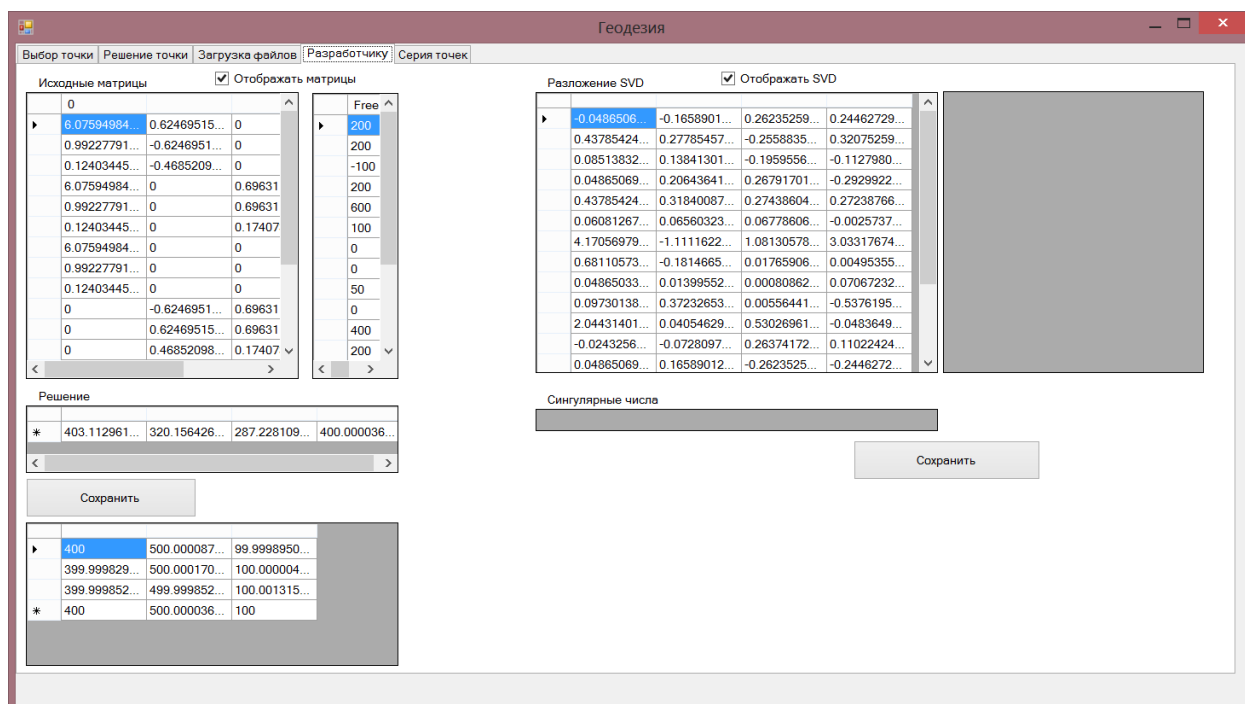 Геодезия
Выбор точки Решение точки Загрузка файлов Разработчику Серия точек
Исходные матрицы Отображать матрицы
0
6.07594984... 0.62469515... 0
0.99227791... -0.6246951... 0
0.12403445... -0.4685209... 0
6.07594984... 0 0.69631
0.99227791... 0 0.69631
0.12403445... 0 0.17407
6.07594984... 0 0
0.99227791... 0 0
0.12403445... 0 0
0 -0.6246951... 0.69631
0 0.62469515... 0.69631
0 0.46852098... 0.17407
Free
200
200
-100
200
600
100
0
0
50
0
400
200
Разложение SVD Отображать SVD
-0.0486506... -0.1658901... 0.26235259... 0.24462729...
0.43785424... 0.27785457... -0.2558835... 0.32075259...
0.08513832... 0.13841301... -0.1959556... -0.1127980...
0.04865069... 0.20643641... 0.26791701... -0.2929922...
0.43785424... 0.31840087... 0.27438604... 0.27238766...
0.06081267... 0.06560323... 0.06778606... -0.0025737...
4.17056979... -1.1111622... 1.08130578... 3.03317674...
0.68110573... -0.1814665... 0.01765906... 0.00495355...
0.04865033... 0.01399552... 0.00080862... 0.07067232...
0.09730138... 0.37232653... 0.00556441... -0.5376195...
2.04431401... 0.04054629... 0.53026961... -0.0483649...
-0.0243256... -0.0728097... 0.26374172... 0.11022424...
0.04865069... 0.16589012... -0.2623525... -0.2446272...
Решение
403.112961... 320.156426... 287.228109... 400.000036...
Сохранить
400 500.000087... 99.9998950...
399.999829... 500.000170... 100.000004...
399.999852... 499.999852... 100.001315...
400 500.000036... 100
Сингулярные числа
Сохранить